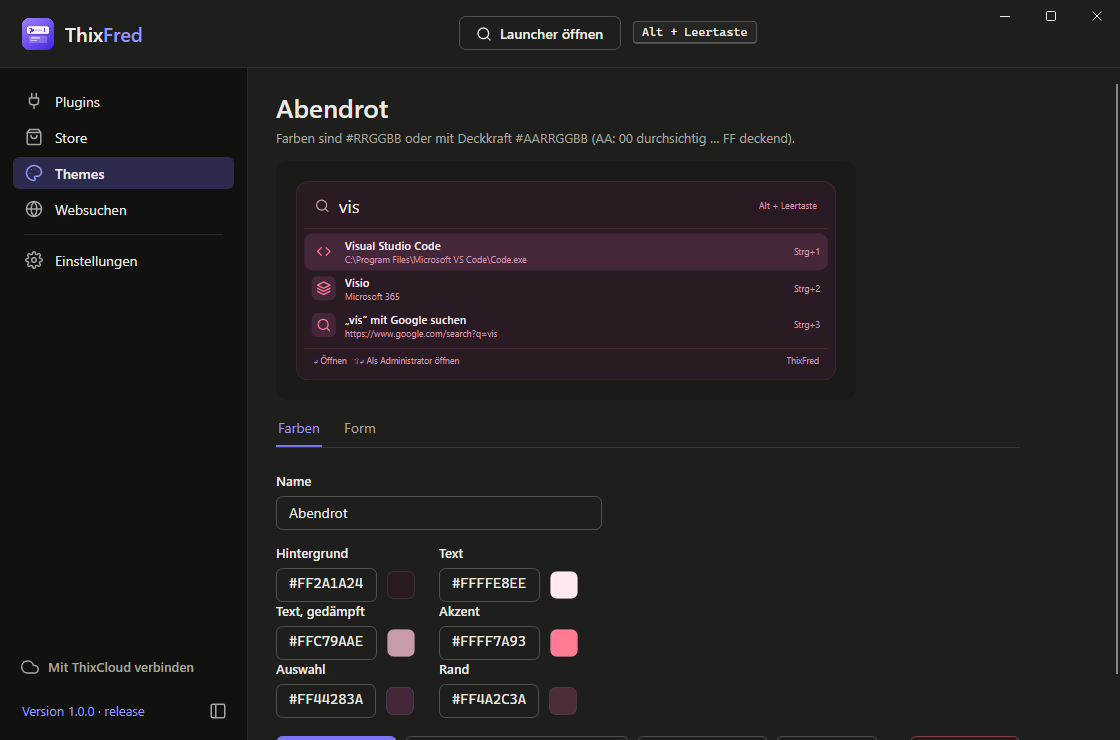 ThixFred
Launcher öffnen
Alt + Leertaste
Plugins
Store
Themes
Websuchen
Einstellungen
Mit ThixCloud verbinden
Version 1.0.0 · release
Abendrot
Farben sind #RRGGBB oder mit Deckkraft #AARRGGBB (AA: 00 durchsichtig … FF deckend).
vis
Alt + Leertaste
Visual Studio Code
C:\Program Files\Microsoft VS Code\Code.exe
Strg+1
Visio
Microsoft 365
Strg+2
„vis“ mit Google suchen
https://www.google.com/search?q=vis
Strg+3
↵ Öffnen ⇧↵ Als Administrator öffnen
ThixFred
Farben Form
Name
Abendrot
Hintergrund Text
#FF2A1A24 #FFFFE8EE
Text, gedämpft Akzent
#FFC79AAE #FFFF7A93
Auswahl Rand
#FF44283A #FF4A2C3A